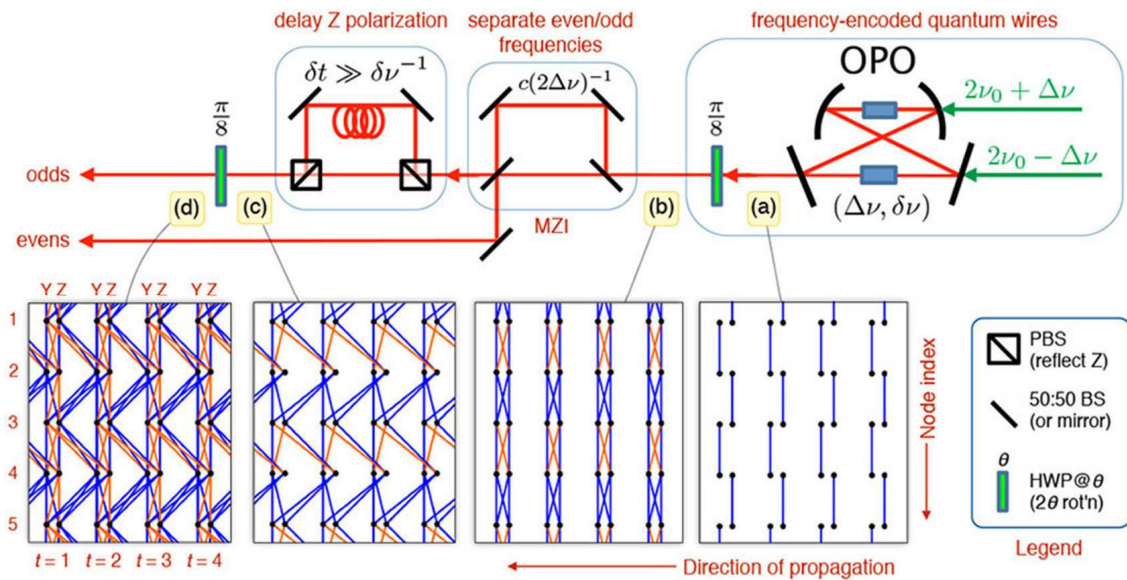 delay Z polarization
separate even/odd
frequencies
frequency-encoded quantum wires
δt ≫ δν⁻¹
c(2Δν)⁻¹
OPO
2ν₀ + Δν
2ν₀ − Δν
π/8
π/8
(Δν, δν)
odds
evens
(d)
(c)
(b)
(a)
MZI
Y Z Y Z Y Z Y Z
1
2
3
4
5
t = 1 t = 2 t = 3 t = 4
Direction of propagation
Node index
PBS
(reflect Z)
50:50 BS
(or mirror)
θ
HWP@θ
(2θ rot'n)
Legend